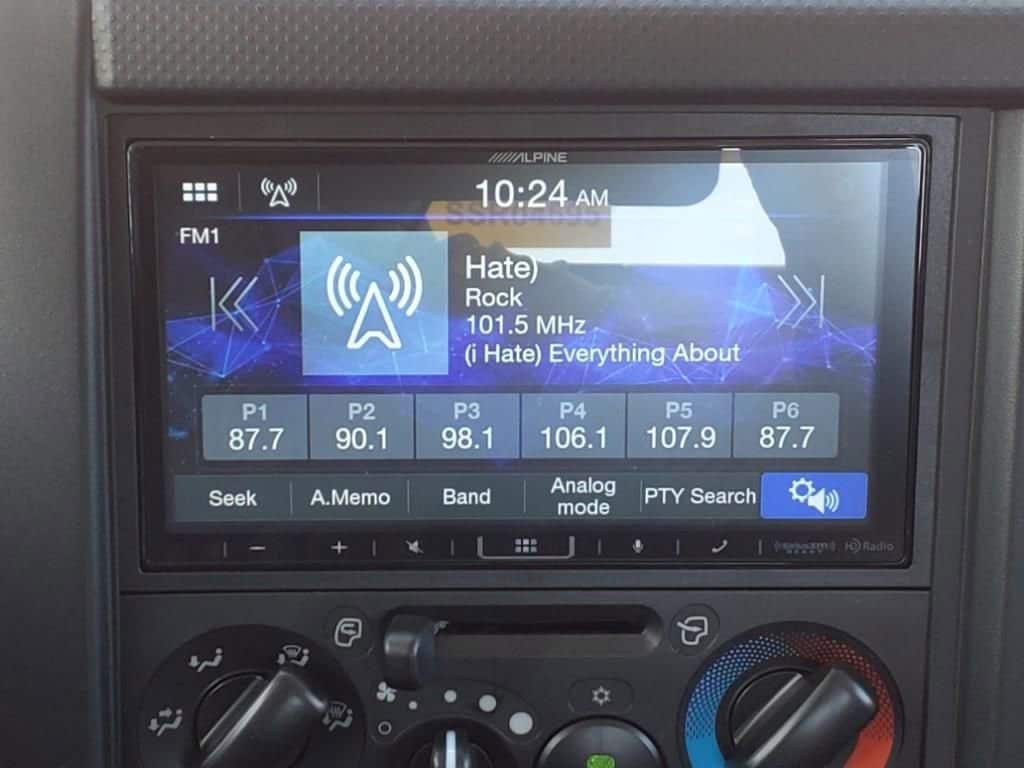 ALPINE
10:24 AM
FM1
Hate)
Rock
101.5 MHz
(i Hate) Everything About
P1 P2 P3 P4 P5 P6
87.7 90.1 98.1 106.1 107.9 87.7
Seek A.Memo Band Analog mode PTY Search
SiriusXM HD Radio
READY